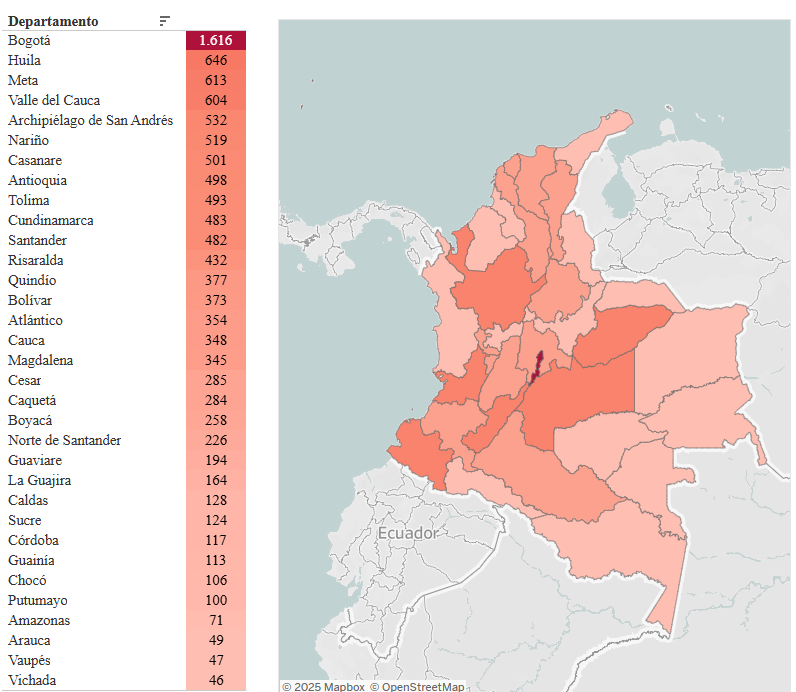 Departamento
Bogotá 1.616
Huila 646
Meta 613
Valle del Cauca 604
Archipiélago de San Andrés 532
Nariño 519
Casanare 501
Antioquia 498
Tolima 493
Cundinamarca 483
Santander 482
Risaralda 432
Quindío 377
Bolívar 373
Atlántico 354
Cauca 348
Magdalena 345
Cesar 285
Caquetá 284
Boyacá 258
Norte de Santander 226
Guaviare 194
La Guajira 164
Caldas 128
Sucre 124
Córdoba 117
Guainía 113
Chocó 106
Putumayo 100
Amazonas 71
Arauca 49
Vaupés 47
Vichada 46
Ecuador
© 2025 Mapbox © OpenStreetMap